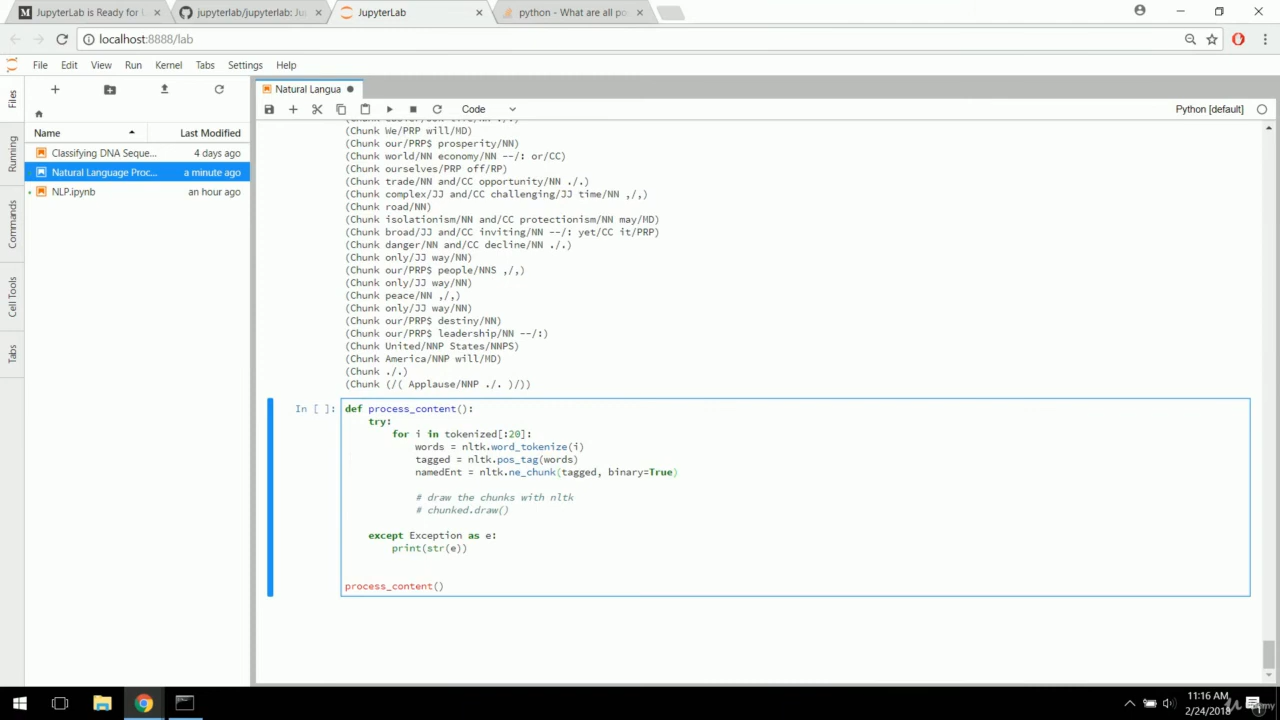 JupyterLab is Ready for
jupyterlab/jupyterlab: Ju
JupyterLab
python - What are all po
localhost:8888/lab
File Edit View Run Kernel Tabs Settings Help
Files
Running
Commands
Cell Tools
Tabs
Name Last Modified
Classifying DNA Seque... 4 days ago
Natural Language Proc... a minute ago
NLP.ipynb an hour ago
Natural Langua
Code
Python [default]
(Chunk We/PRP will/MD)
(Chunk our/PRP$ prosperity/NN)
(Chunk world/NN economy/NN --/: or/CC)
(Chunk ourselves/PRP off/RP)
(Chunk trade/NN and/CC opportunity/NN ./.)
(Chunk complex/JJ and/CC challenging/JJ time/NN ,/,)
(Chunk road/NN)
(Chunk isolationism/NN and/CC protectionism/NN may/MD)
(Chunk broad/JJ and/CC inviting/NN --/: yet/CC it/PRP)
(Chunk danger/NN and/CC decline/NN ./.)
(Chunk only/JJ way/NN)
(Chunk our/PRP$ people/NNS ,/,)
(Chunk only/JJ way/NN)
(Chunk peace/NN ,/,)
(Chunk only/JJ way/NN)
(Chunk our/PRP$ destiny/NN)
(Chunk leadership/NN --/:)
(Chunk United/NNP States/NNPS)
(Chunk America/NNP will/MD)
(Chunk ./.)
(Chunk (/( Applause/NNP ./. )/))
In [ ]:
def process_content():
try:
for i in tokenized[:20]:
words = nltk.word_tokenize(i)
tagged = nltk.pos_tag(words)
namedEnt = nltk.ne_chunk(tagged, binary=True)
# draw the chunks with nltk
# chunked.draw()
except Exception as e:
print(str(e))
process_content()
11:16 AM
2/24/2018